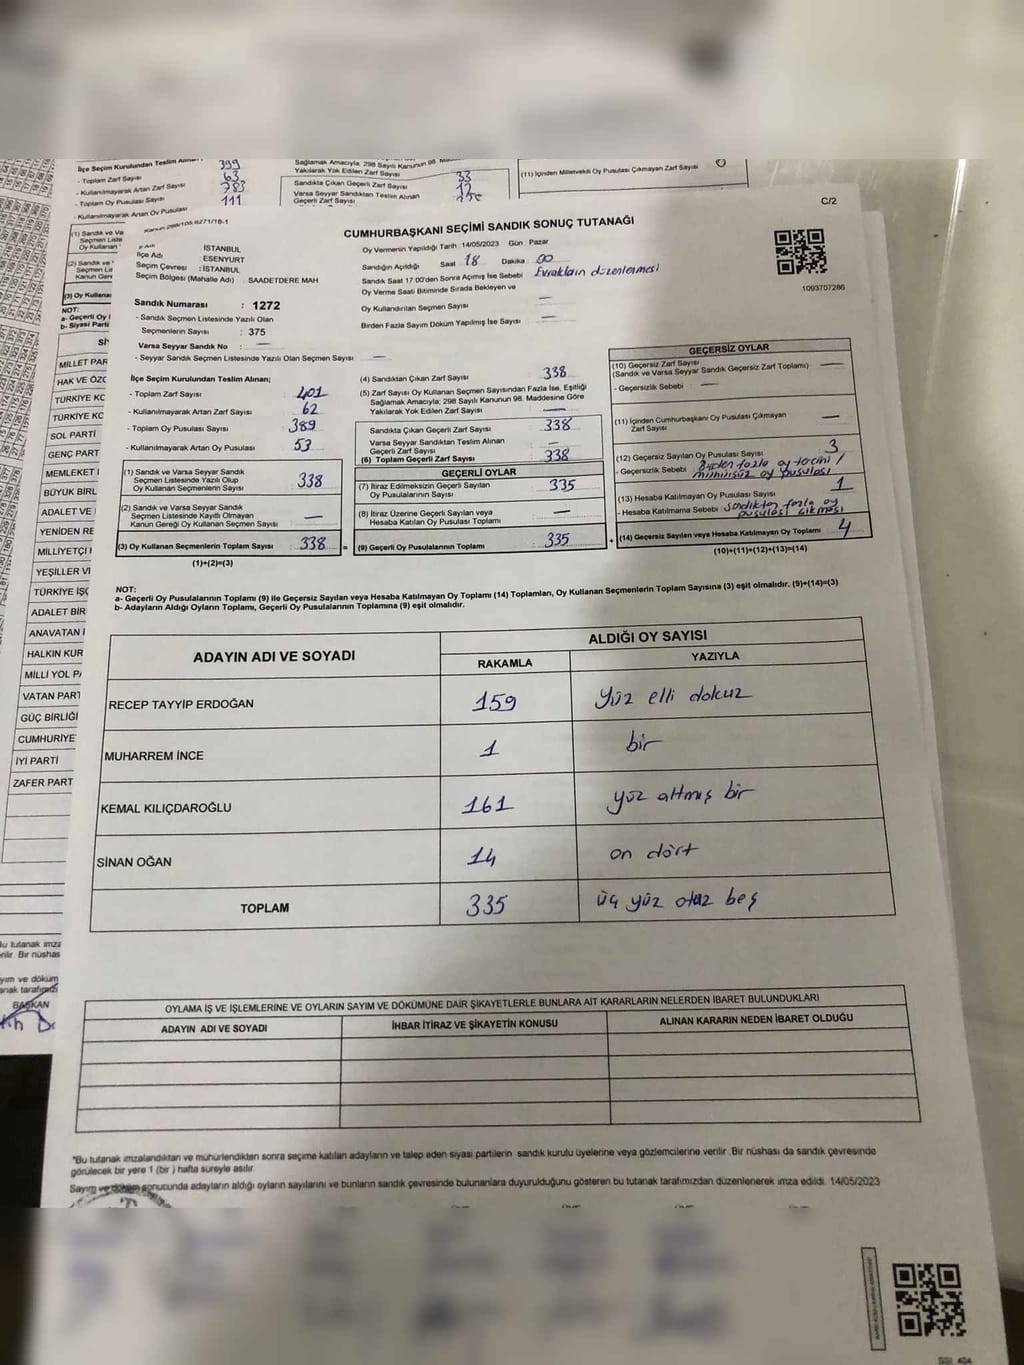 C/2
CUMHURBAŞKANI SEÇİMİ SANDIK SONUÇ TUTANAĞI
İli Adı : İSTANBUL
İlçe Adı : ESENYURT
Seçim Çevresi : İSTANBUL
Seçim Bölgesi (Mahalle Adı) : SAADETDERE MAH
Oy Vermenin Yapıldığı Tarih : 14/05/2023 Gün : Pazar
Sandığın Açıldığı Saat 18 Dakika : 00
Sandık Saat 17:00'den Sonra Açılmış İse Sebebi Evrakların düzenlenmesi
Oy Verme Saati Bitiminde Sırada Bekleyen ve
Oy Kullandırılan Seçmen Sayısı —
Birden Fazla Sayım Döküm Yapılmış İse Sayısı —
1093707286
Sandık Numarası : 1272
- Sandık Seçmen Listesinde Yazılı Olan
Seçmenlerin Sayısı : 375
Varsa Seyyar Sandık No : —
- Seyyar Sandık Seçmen Listesinde Yazılı Olan Seçmen Sayısı —
İlçe Seçim Kurulundan Teslim Alınan;
- Toplam Zarf Sayısı 401
- Kullanılmayarak Artan Zarf Sayısı 62
- Toplam Oy Pusulası Sayısı 389
- Kullanılmayarak Artan Oy Pusulası 53
(1) Sandık ve Varsa Seyyar Sandık
Seçmen Listesinde Yazılı Olup
Oy Kullanan Seçmenlerin Sayısı 338
(2) Sandık ve Varsa Seyyar Sandık
Seçmen Listesinde Kayıtlı Olmayan
Kanun Gereği Oy Kullanan Seçmen Sayısı —
(3) Oy Kullanan Seçmenlerin Toplam Sayısı 338 =
(1)+(2)=(3)
(4) Sandıktan Çıkan Zarf Sayısı 338
(5) Zarf Sayısı Oy Kullanan Seçmen Sayısından Fazla İse, Eşitliği
Sağlamak Amacıyla, 298 Sayılı Kanunun 98. Maddesine Göre
Yakılarak Yok Edilen Zarf Sayısı —
Sandıkta Çıkan Geçerli Zarf Sayısı 338
Varsa Seyyar Sandıktan Teslim Alınan
Geçerli Zarf Sayısı —
(6) Toplam Geçerli Zarf Sayısı 338
GEÇERLİ OYLAR
(7) İtiraz Edilmeksizin Geçerli Sayılan
Oy Pusulalarının Sayısı 335
(8) İtiraz Üzerine Geçerli Sayılan veya
Hesaba Katılan Oy Pusulası Toplamı —
(9) Geçerli Oy Pusulalarının Toplamı 335 +
GEÇERSİZ OYLAR
(10) Geçersiz Zarf Sayısı
(Sandık ve Varsa Seyyar Sandık Geçersiz Zarf Toplamı) —
- Geçersizlik Sebebi : —
(11) İçinden Cumhurbaşkanı Oy Pusulası Çıkmayan
Zarf Sayısı —
(12) Geçersiz Sayılan Oy Pusulası Sayısı 3
- Geçersizlik Sebebi : Birden fazla oy tercihi /
mühürsüz oy pusulası
(13) Hesaba Katılmayan Oy Pusulası Sayısı 1
- Hesaba Katılmama Sebebi : Sandıktan fazla oy
pusulası çıkması
(14) Geçersiz Sayılan veya Hesaba Katılmayan Oy Toplamı 4
(10)+(11)+(12)+(13)=(14)
NOT:
a- Geçerli Oy Pusulalarının Toplamı (9) ile Geçersiz Sayılan veya Hesaba Katılmayan Oy Toplamı (14) Toplamları, Oy Kullanan Seçmenlerin Toplam Sayısına (3) eşit olmalıdır. (9)+(14)=(3)
b- Adayların Aldığı Oyların Toplamı, Geçerli Oy Pusulalarının Toplamına (9) eşit olmalıdır.
ADAYIN ADI VE SOYADI ALDIĞI OY SAYISI
RAKAMLA YAZIYLA
RECEP TAYYİP ERDOĞAN 159 yüz elli dokuz
MUHARREM İNCE 1 bir
KEMAL KILIÇDAROĞLU 161 yüz altmış bir
SİNAN OĞAN 14 on dört
TOPLAM 335 üç yüz otuz beş
OYLAMA İŞ VE İŞLEMLERİNE VE OYLARIN SAYIM VE DÖKÜMÜNE DAİR ŞİKAYETLERLE BUNLARA AİT KARARLARIN NELERDEN İBARET BULUNDUKLARI
ADAYIN ADI VE SOYADI İHBAR İTİRAZ VE ŞİKAYETİN KONUSU ALINAN KARARIN NEDEN İBARET OLDUĞU
*Bu tutanak imzalandıktan ve mühürlendikten sonra seçime katılan adayların ve talep eden siyasi partilerin sandık kurulu üyelerine veya gözlemcilerine verilir. Bir nüshası da sandık çevresinde
görülecek bir yere 1 (bir) hafta süreyle asılır.
Sayım ve döküm sonucunda adayların aldığı oyların sayılarını ve bunların sandık çevresinde bulunanlara duyurulduğunu gösteren bu tutanak tarafımızdan düzenlenerek imza edildi. 14/05/2023
İlçe Seçim Kurulundan Teslim Alınan
- Toplam Zarf Sayısı 399
- Kullanılmayarak Artan Zarf Sayısı 63
- Toplam Oy Pusulası Sayısı 383
- Kullanılmayarak Artan Oy Pusulası 111
Sağlamak Amacıyla, 298 Sayılı Kanunun 98.
Yakılarak Yok Edilen Zarf Sayısı 33
Sandıkta Çıkan Geçerli Zarf Sayısı
Varsa Seyyar Sandıktan Teslim Alınan
Geçerli Zarf Sayısı
(11) İçinden Milletvekili Oy Pusulası Çıkmayan Zarf Sayısı
NOT:
MİLLET PAR
HAK VE ÖZG
TÜRKİYE KO
TÜRKİYE KO
SOL PARTİ
GENÇ PART
MEMLEKET
BÜYÜK BİRL
ADALET VE
YENİDEN RE
MİLLİYETÇİ
YEŞİLLER VE
TÜRKİYE İŞÇ
ADALET BİR
ANAVATAN
HALKIN KUR
MİLLİ YOL PA
VATAN PART
GÜÇ BİRLİĞİ
CUMHURİYE
İYİ PARTİ
ZAFER PART
BAŞKAN